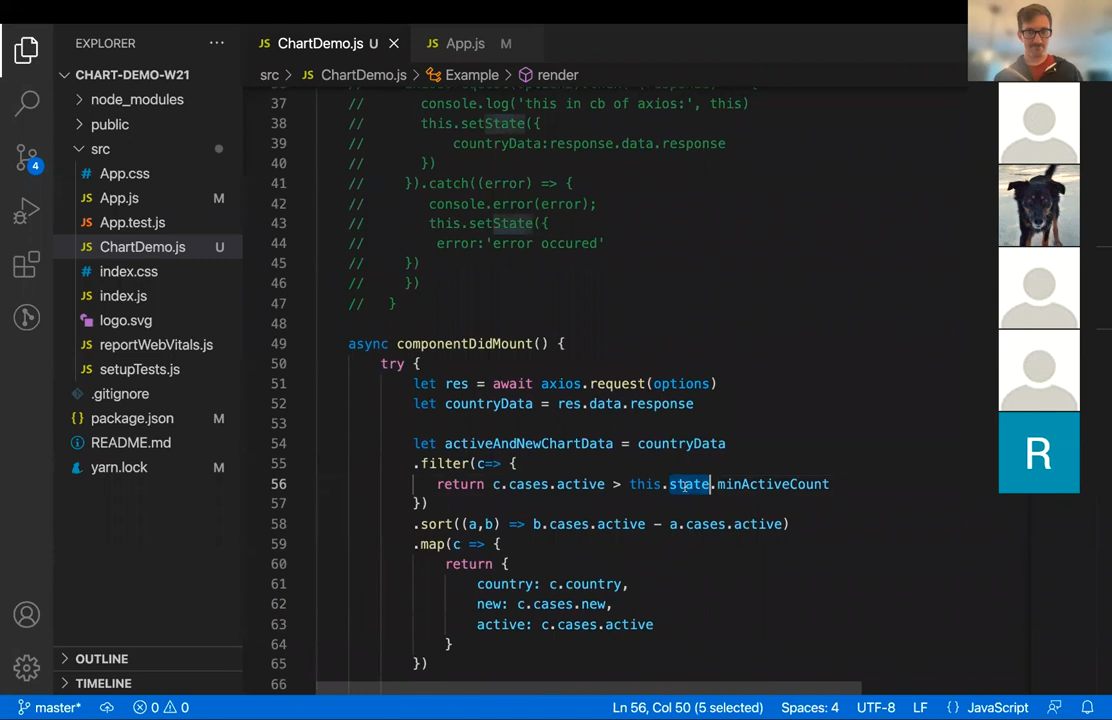 EXPLORER
ChartDemo.js U
App.js M
CHART-DEMO-W21
src > JS ChartDemo.js > Example > render
node_modules
public
src
# App.css
JS App.js M
JS App.test.js
JS ChartDemo.js U
# index.css
JS index.js
logo.svg
JS reportWebVitals.js
JS setupTests.js
.gitignore
{} package.json M
README.md
yarn.lock M
OUTLINE
TIMELINE
37 // console.log('this in cb of axios:', this)
38 // this.setState({
39 // countryData:response.data.response
40 // })
41 // }).catch((error) => {
42 // console.error(error);
43 // this.setState({
44 // error:'error occured'
45 // })
46 // })
47 // }
48
49 async componentDidMount() {
50 try {
51 let res = await axios.request(options)
52 let countryData = res.data.response
53
54 let activeAndNewChartData = countryData
55 .filter(c=> {
56 return c.cases.active > this.state.minActiveCount
57 })
58 .sort((a,b) => b.cases.active - a.cases.active)
59 .map(c => {
60 return {
61 country: c.country,
62 new: c.cases.new,
63 active: c.cases.active
64 }
65 })
66
4
R
master* 0 0 Ln 56, Col 50 (5 selected) Spaces: 4 UTF-8 LF {} JavaScript